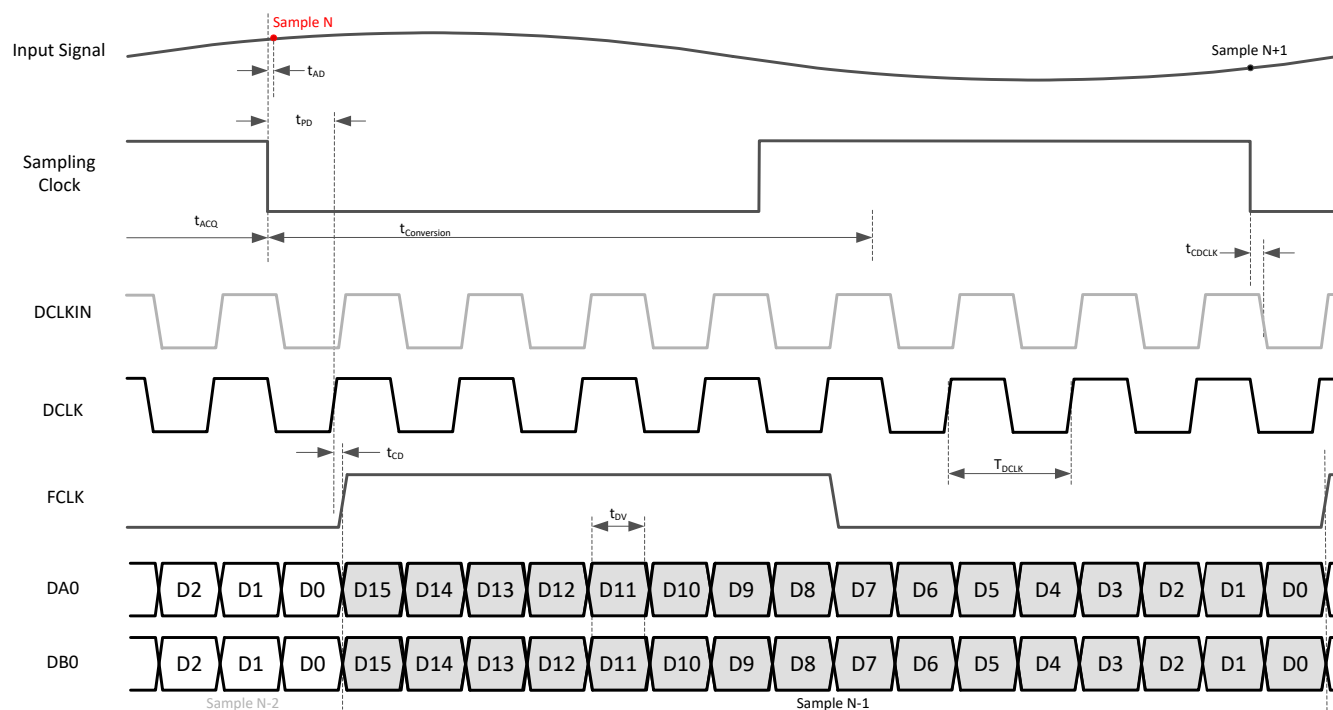 Sample N
Input Signal
Sample N+1
tAD
tPD
Sampling
Clock
tACQ
tConversion
tCDCLK
DCLKIN
DCLK
tCD
TDCLK
FCLK
tDV
DA0 D2 D1 D0 D15 D14 D13 D12 D11 D10 D9 D8 D7 D6 D5 D4 D3 D2 D1 D0
DB0 D2 D1 D0 D15 D14 D13 D12 D11 D10 D9 D8 D7 D6 D5 D4 D3 D2 D1 D0
Sample N-2 Sample N-1